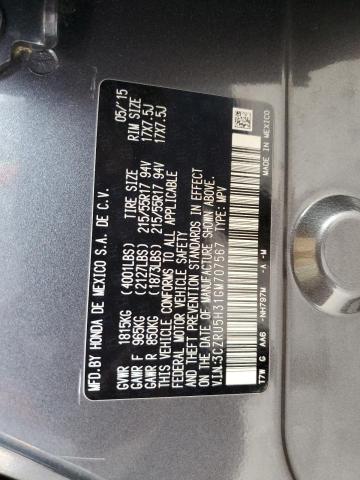 MFD.BY HONDA DE MEXICO S.A. DE C.V. 05/'15
GVWR 1815KG (4001LBS) TIRE SIZE RIM SIZE
GAWR F 965KG (2127LBS) 215/55R17 94V 17X7.5J
GAWR R 850KG (1873LBS) 215/55R17 94V 17X7.5J
THIS VEHICLE CONFORMS TO ALL APPLICABLE
FEDERAL MOTOR VEHICLE SAFETY
AND THEFT PREVENTION STANDARDS IN EFFECT
ON THE DATE OF MANUFACTURE SHOWN ABOVE.
V.I.N.3CZRU5H31GM707567 TYPE: MPV
17W G AA6 -NH797M -A -M MADE IN MEXICO